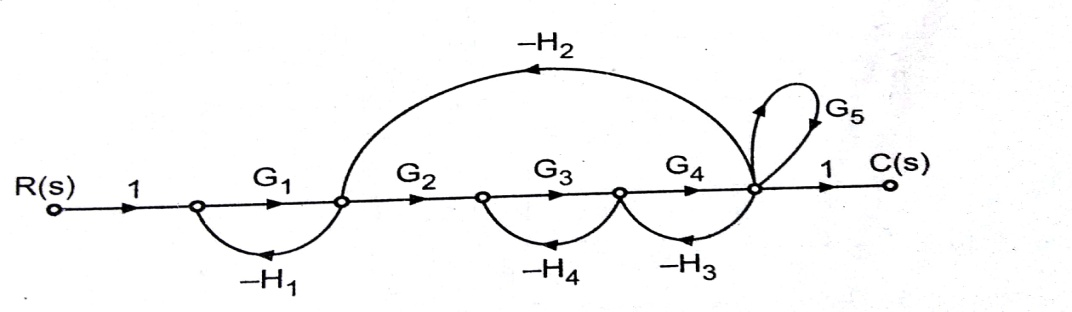 –H₂
G₅
R(s)
1
G₁
G₂
G₃
G₄
1
C(s)
–H₁
–H₄
–H₃